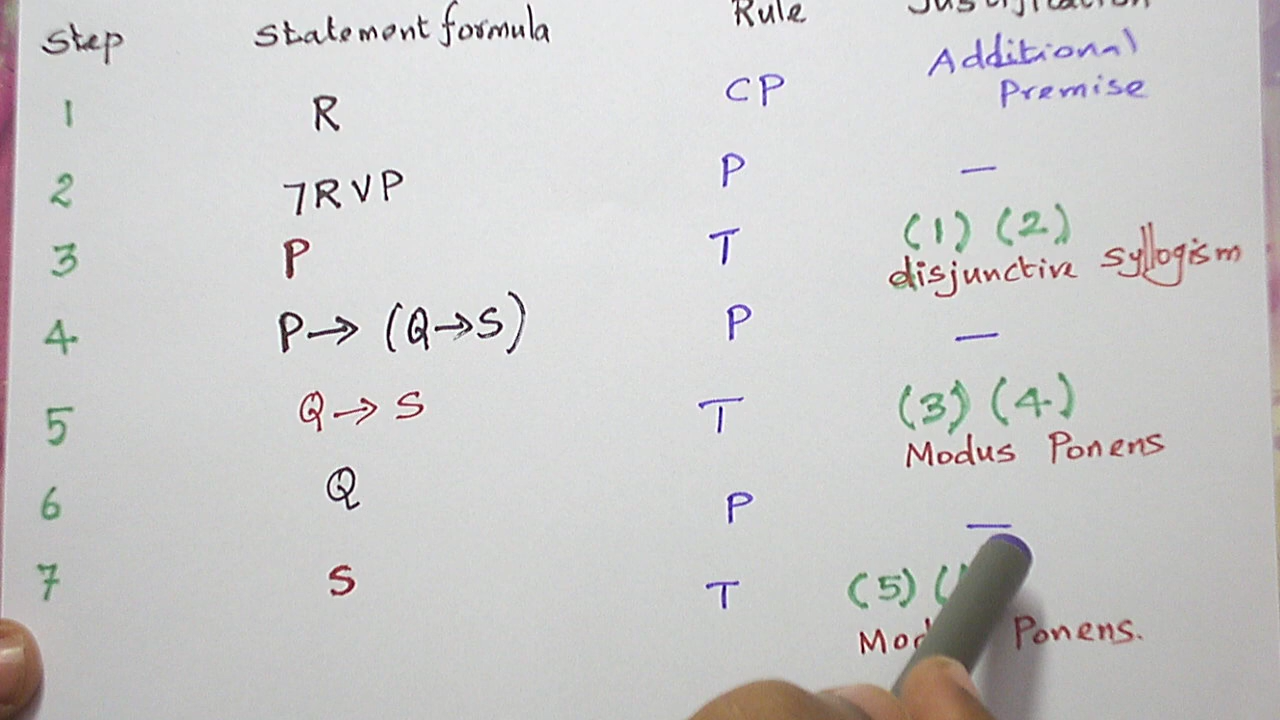 Step Statement formula Rule Justification
1 R CP Additional Premise
2 ⅂R V P P —
3 P T (1) (2) disjunctive syllogism
4 P → (Q → S) P —
5 Q → S T (3) (4) Modus Ponens
6 Q P —
7 S T (5) ( Ponens.